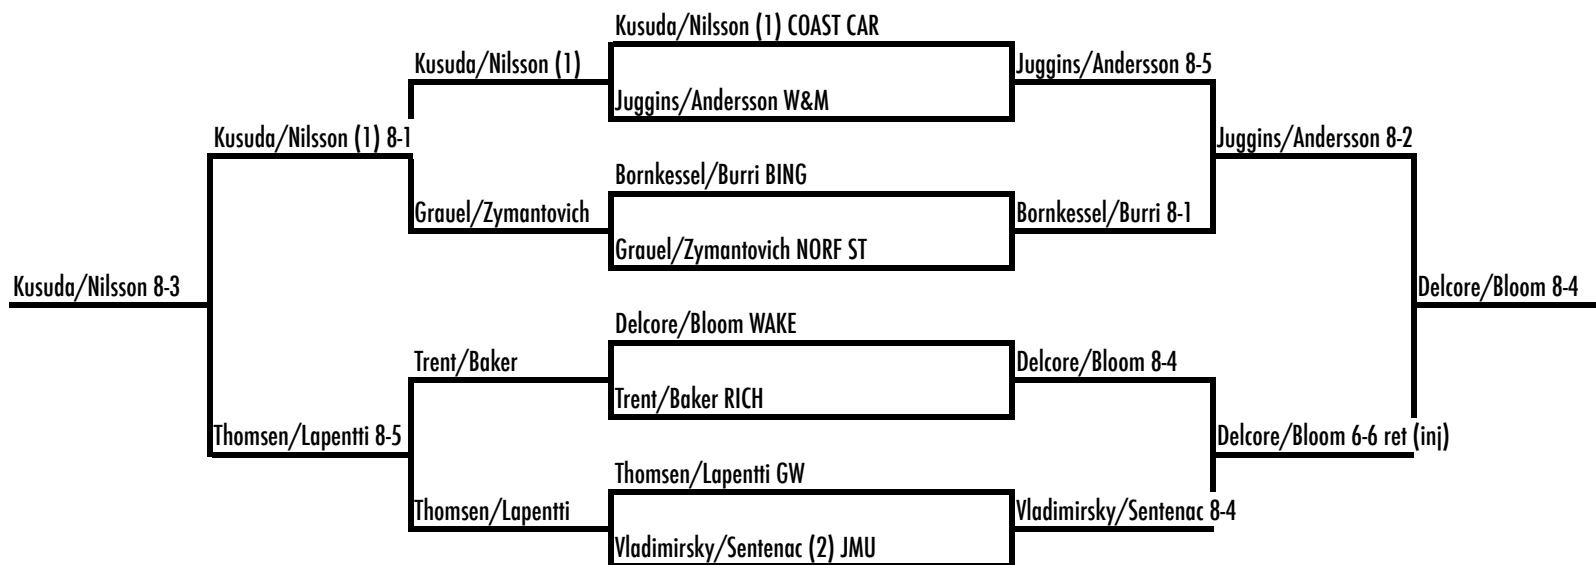 Kusuda/Nilsson (1) COAST CAR
Kusuda/Nilsson (1)
Juggins/Andersson 8-5
Juggins/Andersson W&M
Kusuda/Nilsson (1) 8-1
Juggins/Andersson 8-2
Bornkessel/Burri BING
Grauel/Zymantovich
Bornkessel/Burri 8-1
Grauel/Zymantovich NORF ST
Kusuda/Nilsson 8-3
Delcore/Bloom 8-4
Delcore/Bloom WAKE
Trent/Baker
Delcore/Bloom 8-4
Trent/Baker RICH
Thomsen/Lapentti 8-5
Delcore/Bloom 6-6 ret (inj)
Thomsen/Lapentti GW
Thomsen/Lapentti
Vladimirsky/Sentenac 8-4
Vladimirsky/Sentenac (2) JMU